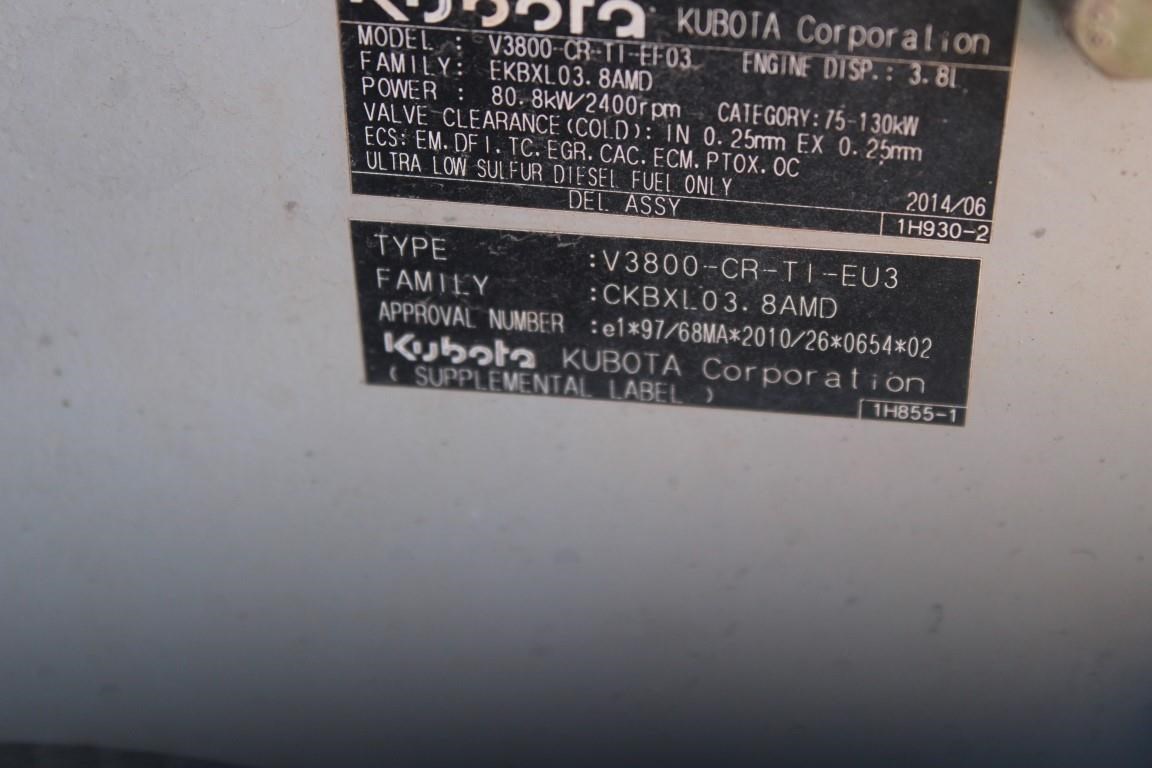 Kubota KUBOTA Corporation
MODEL : V3800-CR-TI-EF03 ENGINE DISP.: 3.8L
FAMILY: EKBXL03.8AMD
POWER : 80.8kW/2400rpm CATEGORY:75-130kW
VALVE CLEARANCE(COLD): IN 0.25mm EX 0.25mm
ECS: EM.DFI.TC.EGR.CAC.ECM.PTOX.OC
ULTRA LOW SULFUR DIESEL FUEL ONLY 2014/06
DEL ASSY 1H930-2
TYPE :V3800-CR-TI-EU3
FAMILY :CKBXL03.8AMD
APPROVAL NUMBER :e1*97/68MA*2010/26*0654*02
Kubota KUBOTA Corporation
( SUPPLEMENTAL LABEL ) 1H855-1